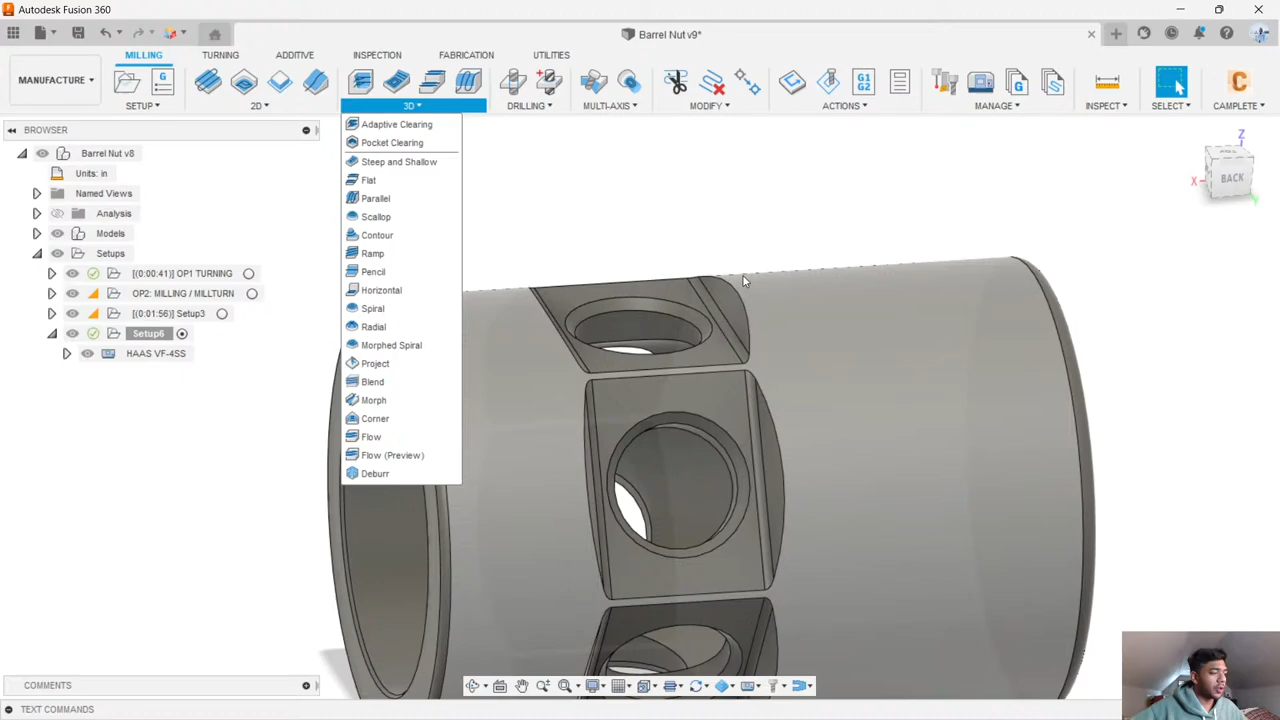 Autodesk Fusion 360
Barrel Nut v9*
MILLING TURNING ADDITIVE INSPECTION FABRICATION UTILITIES
MANUFACTURE
G
G1
G2
C
SETUP 2D 3D DRILLING MULTI-AXIS MODIFY ACTIONS MANAGE INSPECT SELECT COMPLETE
BROWSER
Barrel Nut v8
Units: in
Named Views
Analysis
Models
Setups
[(0:00:41) OP1 TURNING
OP2: MILLING / MILLTURN
[(0:01:56) Setup3
Setup6
HAAS VF-4SS
Adaptive Clearing
Pocket Clearing
Steep and Shallow
Flat
Parallel
Scallop
Contour
Ramp
Pencil
Horizontal
Spiral
Radial
Morphed Spiral
Project
Blend
Morph
Corner
Flow
Flow (Preview)
Deburr
Z
X
BACK
COMMENTS
TEXT COMMANDS